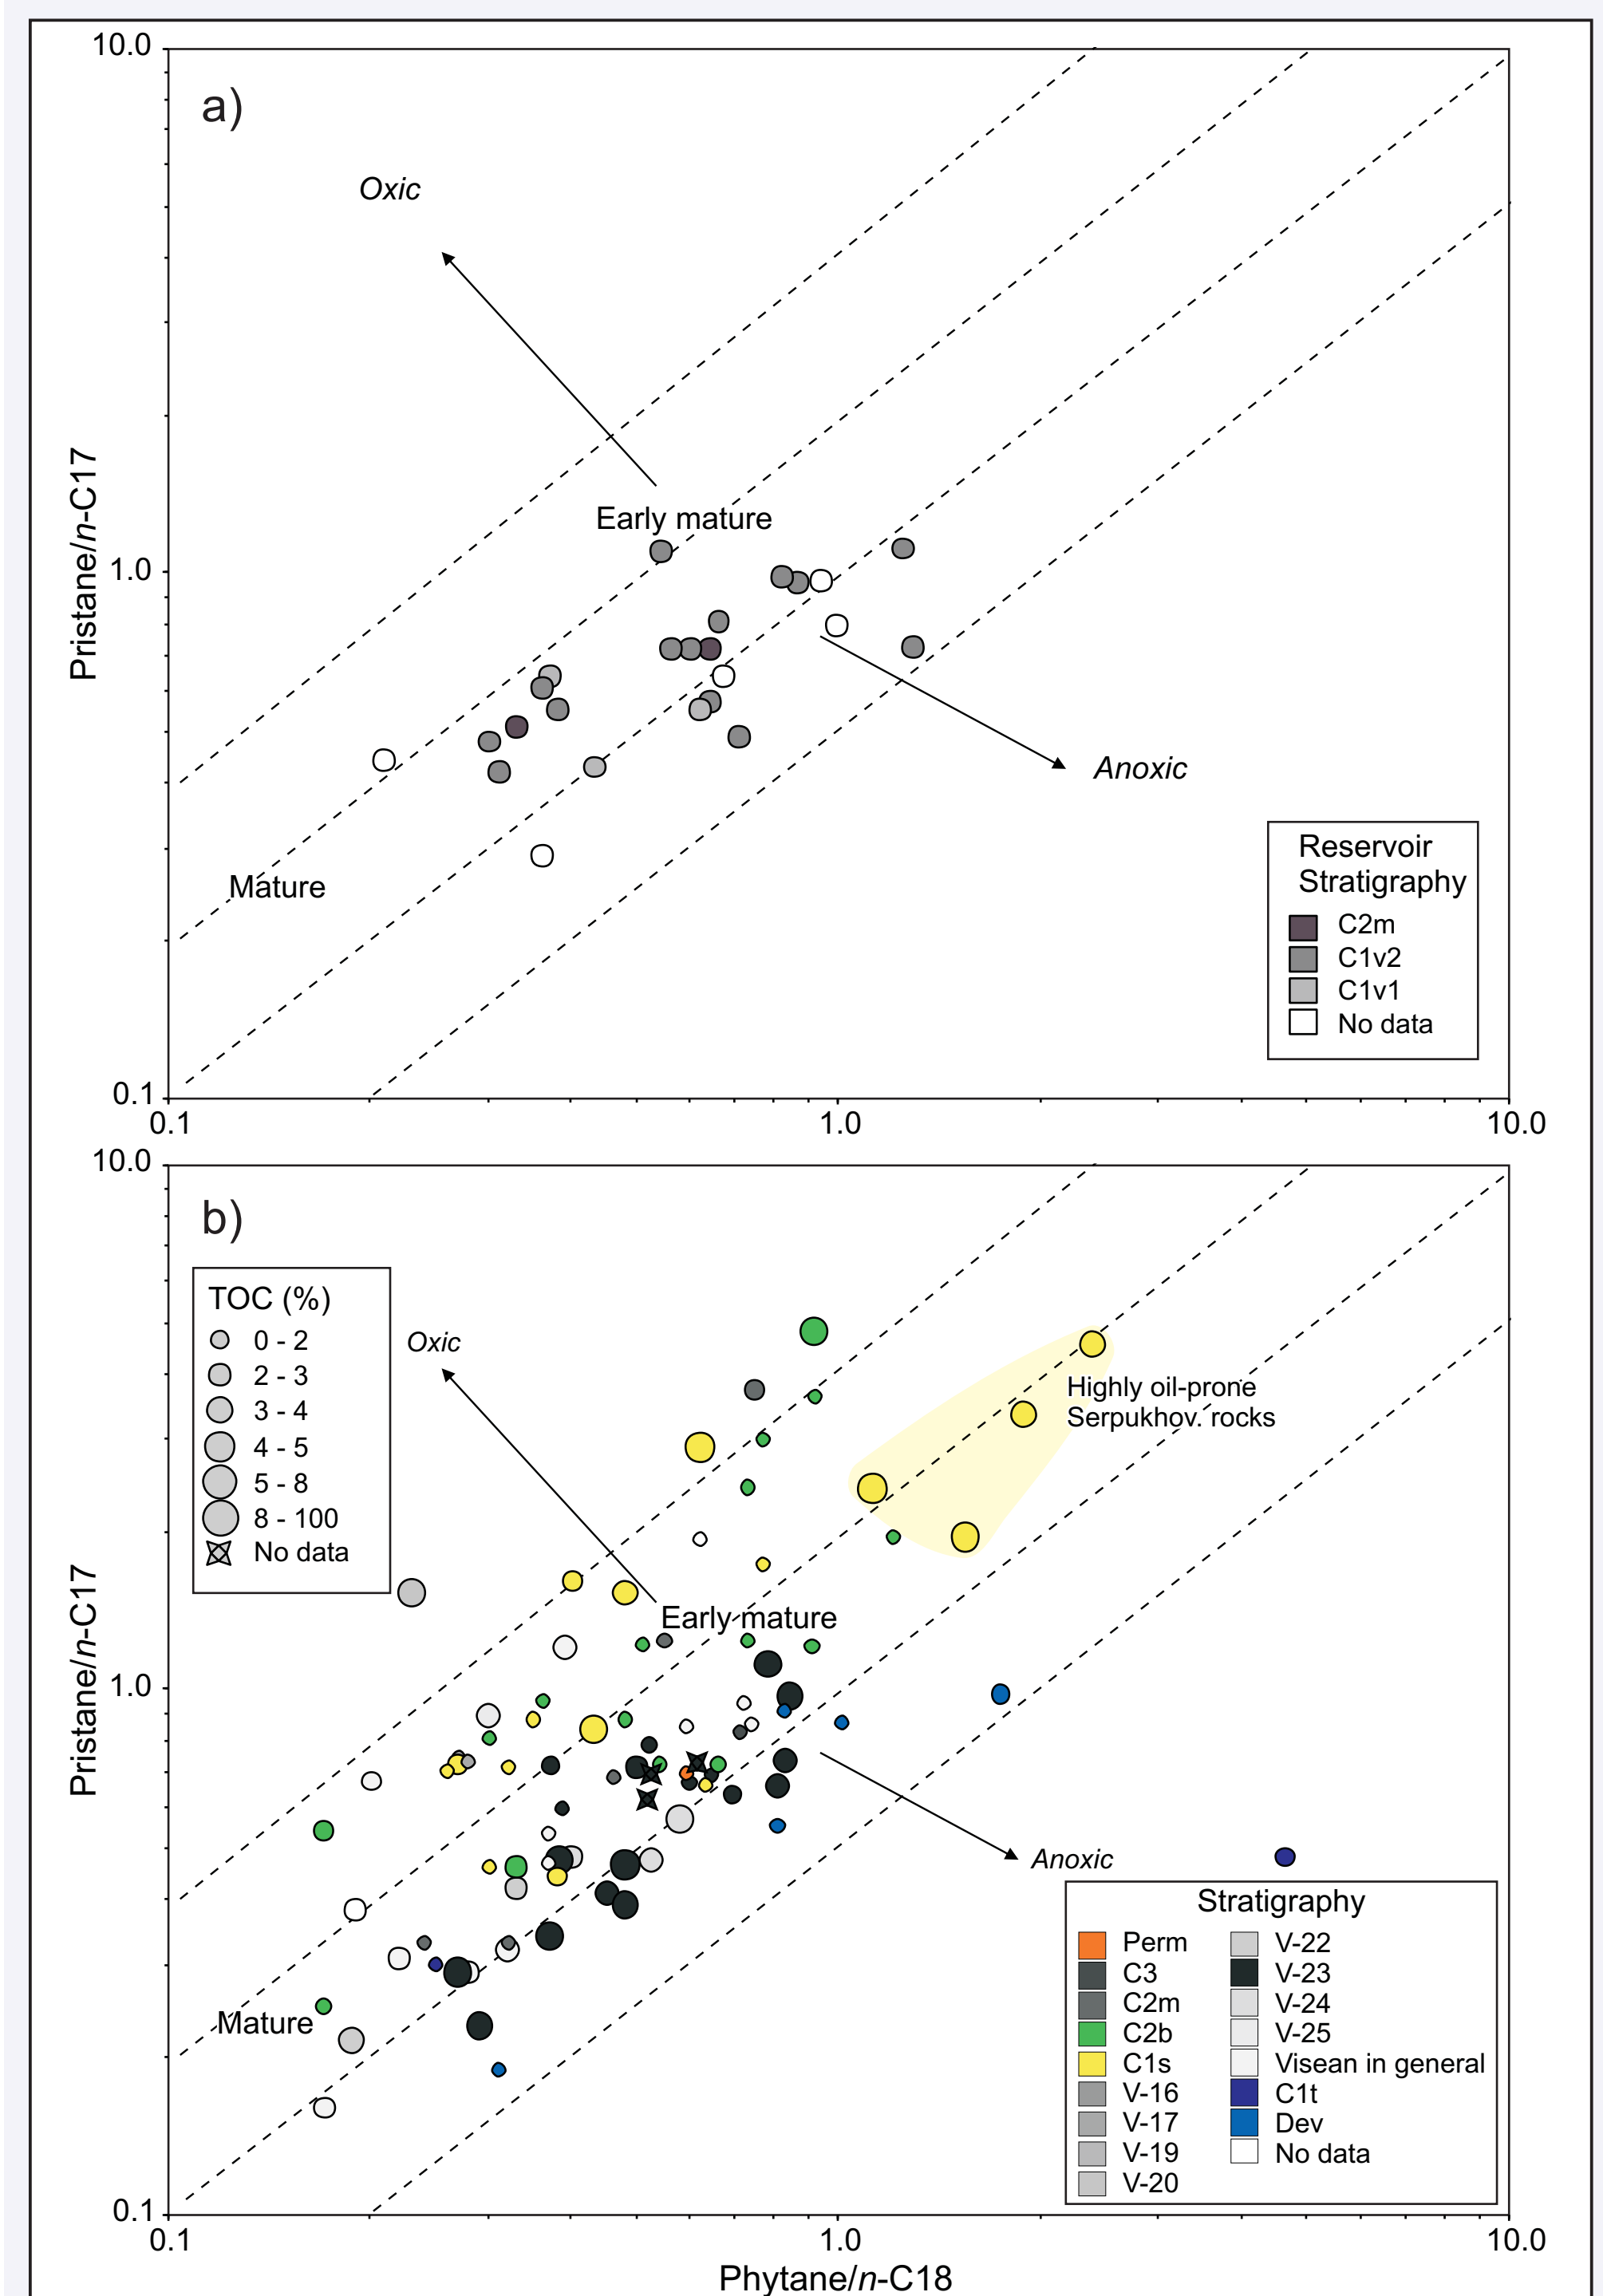 10.0
a)
Oxic
Pristane/n-C17
Early mature
1.0
Anoxic
Mature
Reservoir
Stratigraphy
C2m
C1v2
C1v1
No data
0.1
0.1
1.0
10.0
10.0
b)
TOC (%)
0 - 2
2 - 3
3 - 4
4 - 5
5 - 8
8 - 100
No data
Oxic
Highly oil-prone
Serpukhov. rocks
Pristane/n-C17
Early mature
1.0
Anoxic
Mature
Stratigraphy
Perm
C3
C2m
C2b
C1s
V-16
V-17
V-19
V-20
V-22
V-23
V-24
V-25
Visean in general
C1t
Dev
No data
0.1
0.1
1.0
10.0
Phytane/n-C18